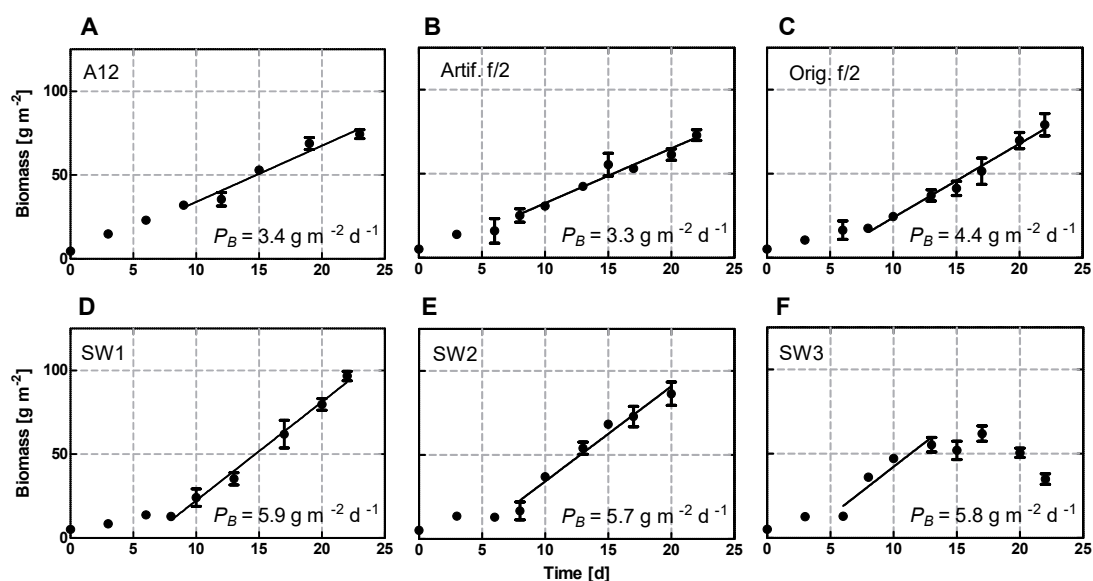 A
B
C
A12
Artif. f/2
Orig. f/2
Biomass [g m⁻²]
100
50
0
P_B = 3.4 g m ⁻² d ⁻¹
P_B = 3.3 g m ⁻² d ⁻¹
P_B = 4.4 g m ⁻² d ⁻¹
0 5 10 15 20 25
0 5 10 15 20 25
0 5 10 15 20 25
D
E
F
SW1
SW2
SW3
Biomass [g m⁻²]
100
50
0
P_B = 5.9 g m ⁻² d ⁻¹
P_B = 5.7 g m ⁻² d ⁻¹
P_B = 5.8 g m ⁻² d ⁻¹
0 5 10 15 20 25
0 5 10 15 20 25
0 5 10 15 20 25
Time [d]